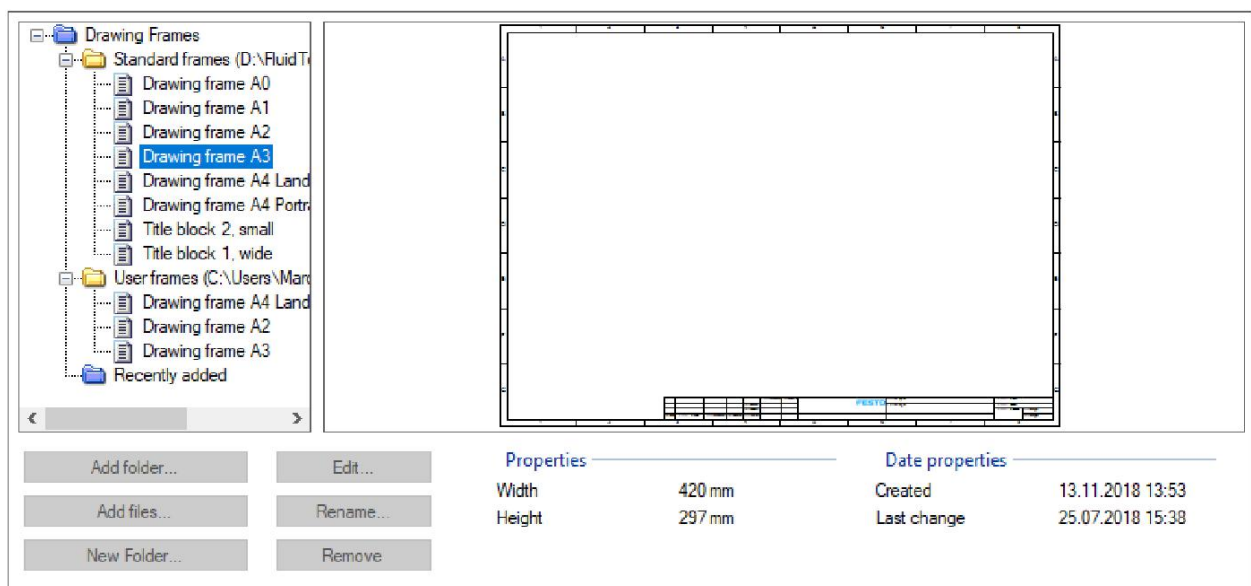 Drawing Frames
Standard frames (D:\FluidTe
Drawing frame A0
Drawing frame A1
Drawing frame A2
Drawing frame A3
Drawing frame A4 Land
Drawing frame A4 Portra
Title block 2, small
Title block 1, wide
User frames (C:\Users\Marc
Drawing frame A4 Land
Drawing frame A2
Drawing frame A3
Recently added
FESTO
Add folder...
Edit...
Add files...
Rename...
New Folder...
Remove
Properties
Width 420 mm
Height 297 mm
Date properties
Created 13.11.2018 13:53
Last change 25.07.2018 15:38